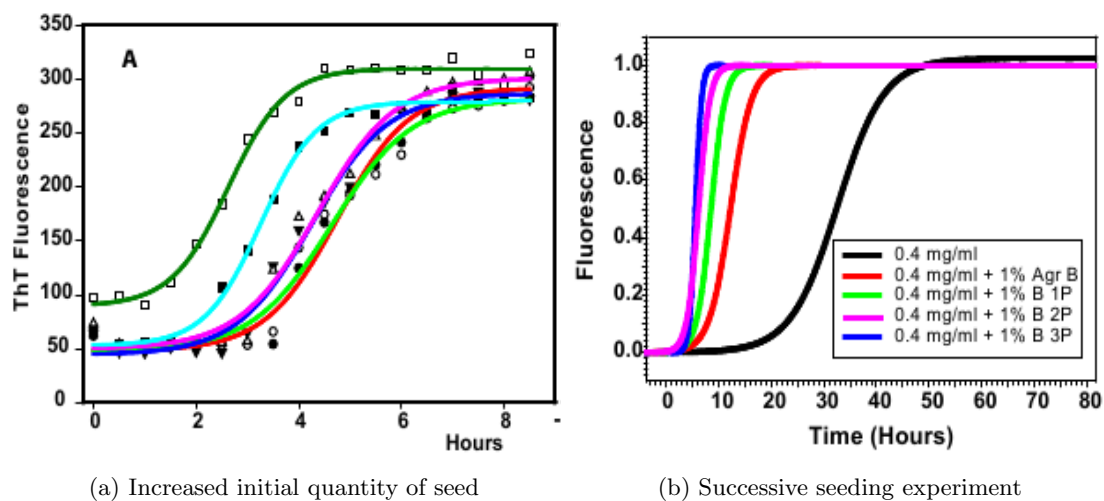 350
300
250
200
150
100
50
0
A
ThT Fluorescence
0
2
4
6
8
-
Hours
(a) Increased initial quantity of seed
1.0
0.8
0.6
0.4
0.2
0.0
Fluorescence
0.4 mg/ml
0.4 mg/ml + 1% Agr B
0.4 mg/ml + 1% B 1P
0.4 mg/ml + 1% B 2P
0.4 mg/ml + 1% B 3P
0
10
20
30
40
50
60
70
80
Time (Hours)
(b) Successive seeding experiment